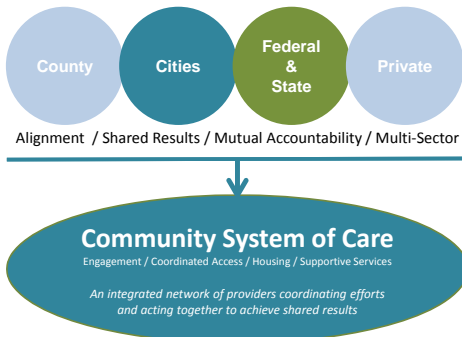 County
Cities
Federal
&
State
Private
Alignment / Shared Results / Mutual Accountability / Multi-Sector
Community System of Care
Engagement / Coordinated Access / Housing / Supportive Services
An integrated network of providers coordinating efforts
and acting together to achieve shared results